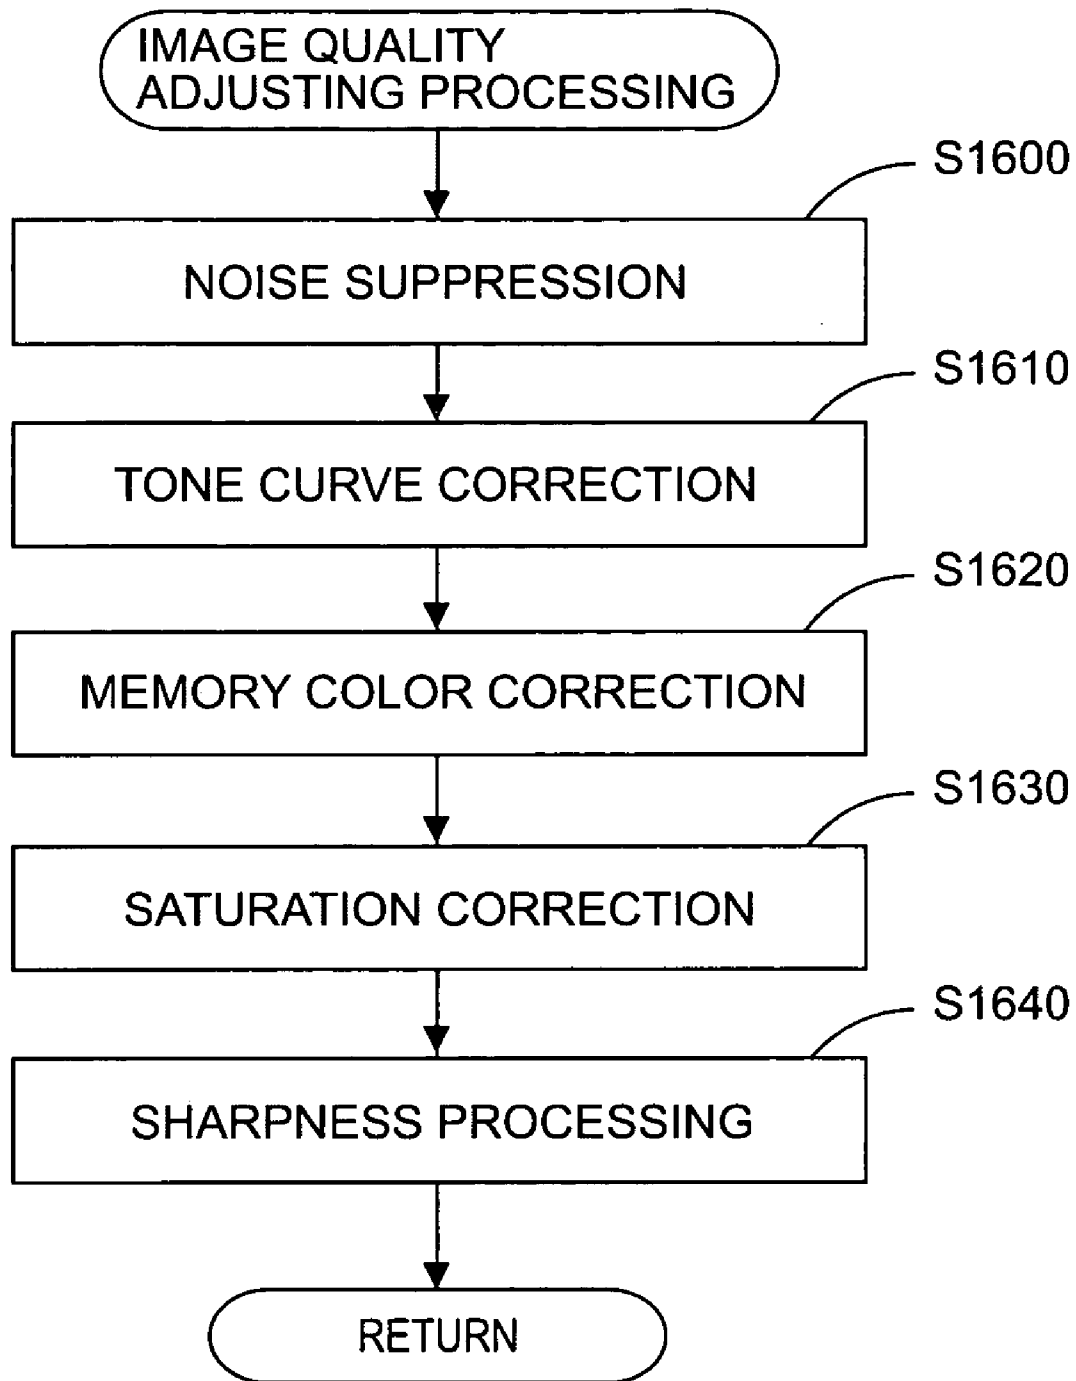 IMAGE QUALITY
ADJUSTING PROCESSING
S1600
NOISE SUPPRESSION
S1610
TONE CURVE CORRECTION
S1620
MEMORY COLOR CORRECTION
S1630
SATURATION CORRECTION
S1640
SHARPNESS PROCESSING
RETURN